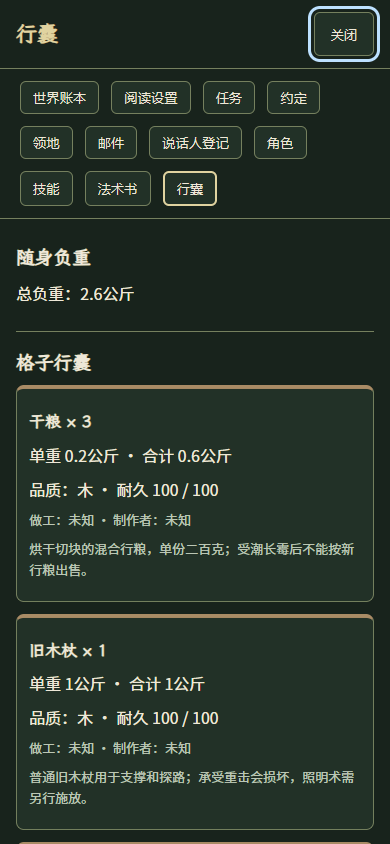 行囊
关闭
世界账本
阅读设置
任务
约定
领地
邮件
说话人登记
角色
技能
法术书
行囊
随身负重
总负重：2.6公斤
格子行囊
干粮 × 3
单重 0.2公斤 · 合计 0.6公斤
品质：木 · 耐久 100 / 100
做工：未知 · 制作者：未知
烘干切块的混合行粮，单份二百克；受潮长霉后不能按新
行粮出售。
旧木杖 × 1
单重 1公斤 · 合计 1公斤
品质：木 · 耐久 100 / 100
做工：未知 · 制作者：未知
普通旧木杖用于支撑和探路；承受重击会损坏，照明术需
另行施放。